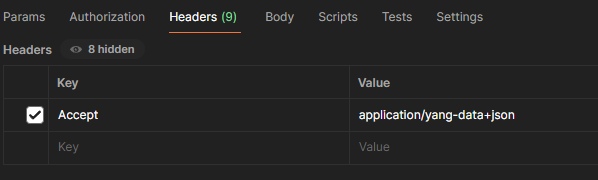 Params Authorization Headers (9) Body Scripts Tests Settings
Headers 8 hidden
Key Value
Accept application/yang-data+json
Key Value